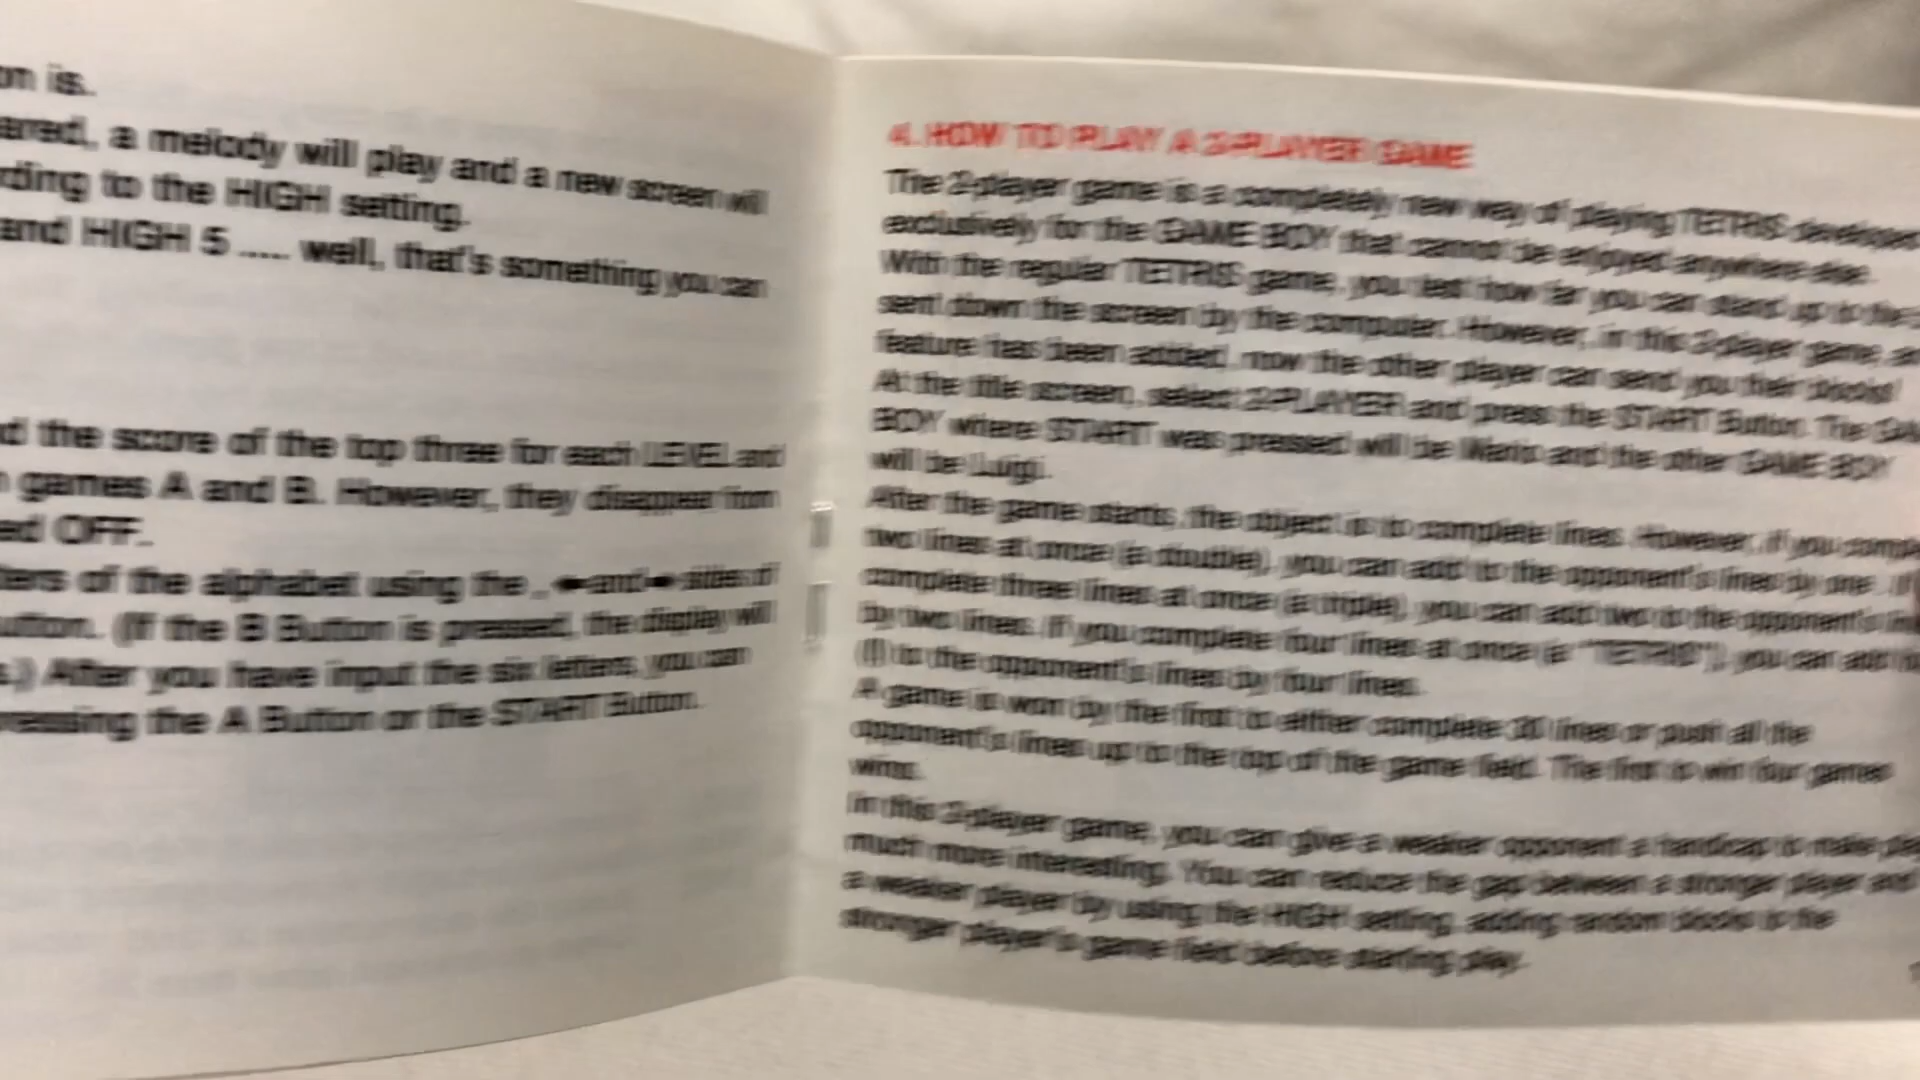 on is.
ared, a melody will play and a new screen will
rding to the HIGH setting.
and HIGH 5 ..... well, that's something you can
d the score of the top three for each LEVEL and
n games A and B. However, they disappear from
ed OFF.
ters of the alphabet using the , ◄ and ► sides of
utton. (If the B Button is pressed, the display will
s.) After you have input the six letters, you can
pressing the A Button or the START Button.
4. HOW TO PLAY A 2-PLAYER GAME
The 2-player game is a completely new way of playing TETRIS developed
exclusively for the GAME BOY that cannot be enjoyed anywhere else.
With the regular TETRIS game, you test how far you can stand up to the
sent down the screen by the computer. However, in this 2-player game, an
feature has been added, now the other player can send you their blocks!
At the title screen, select 2-PLAYER and press the START Button. The GA
BOY where START was pressed will be Mario and the other GAME BOY
will be Luigi.
After the game starts, the object is to complete lines. However, if you comp
two lines at once (a double), you can add to the opponent's lines by one. If
complete three lines at once (a triple), you can add two to the opponent's
by two lines. If you complete four lines at once (a "TETRIS"), you can add
(!!) to the opponent's lines by four lines.
A game is won by the first to either complete 30 lines or push all the
opponent's lines up to the top of the game field. The first to win four games
wins.
In this 2-player game, you can give a weaker opponent a handicap to make play
much more interesting. You can reduce the gap between a stronger player and
a weaker player by using the HIGH setting, adding random blocks to the
stronger player's game field before starting play.